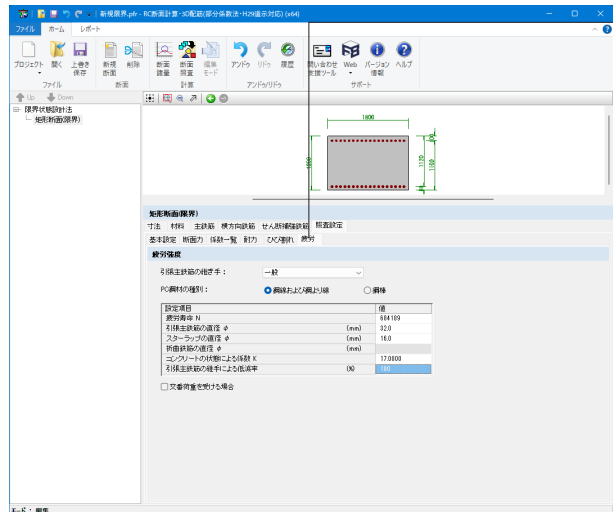 新規限界.pfr - RC断面計算・3D配筋(部分係数法・H29道示対応) (x64)
ファイル ホーム レポート
プロジェクト 開く 上書き保存 新規断面 削除 断面諸量 断面照査 編集モード アンドゥ リドゥ 履歴 問い合わせ支援ツール Web バージョン情報 ヘルプ
ファイル 断面 計算 アンドゥ/リドゥ サポート
Up Down
限界状態設計法
矩形断面(限界)
1800
1120
1100
矩形断面(限界)
寸法 材料 主鉄筋 横方向鉄筋 せん断補強鉄筋 照査設定
基本設定 断面力 係数一覧 耐力 ひび割れ 疲労
疲労強度
引張主鉄筋の継ぎ手： 一般
PC鋼材の種別： 鋼線および鋼より線 鋼棒
設定項目 値
疲労寿命 N 684189
引張主鉄筋の直径 φ (mm) 32.0
スターラップの直径 φ (mm) 16.0
折曲鉄筋の直径 φ (mm)
コンクリートの状態による係数 K 17.0000
引張主鉄筋の継手による低減率 (%) 100
交番荷重を受ける場合
モード： 編集